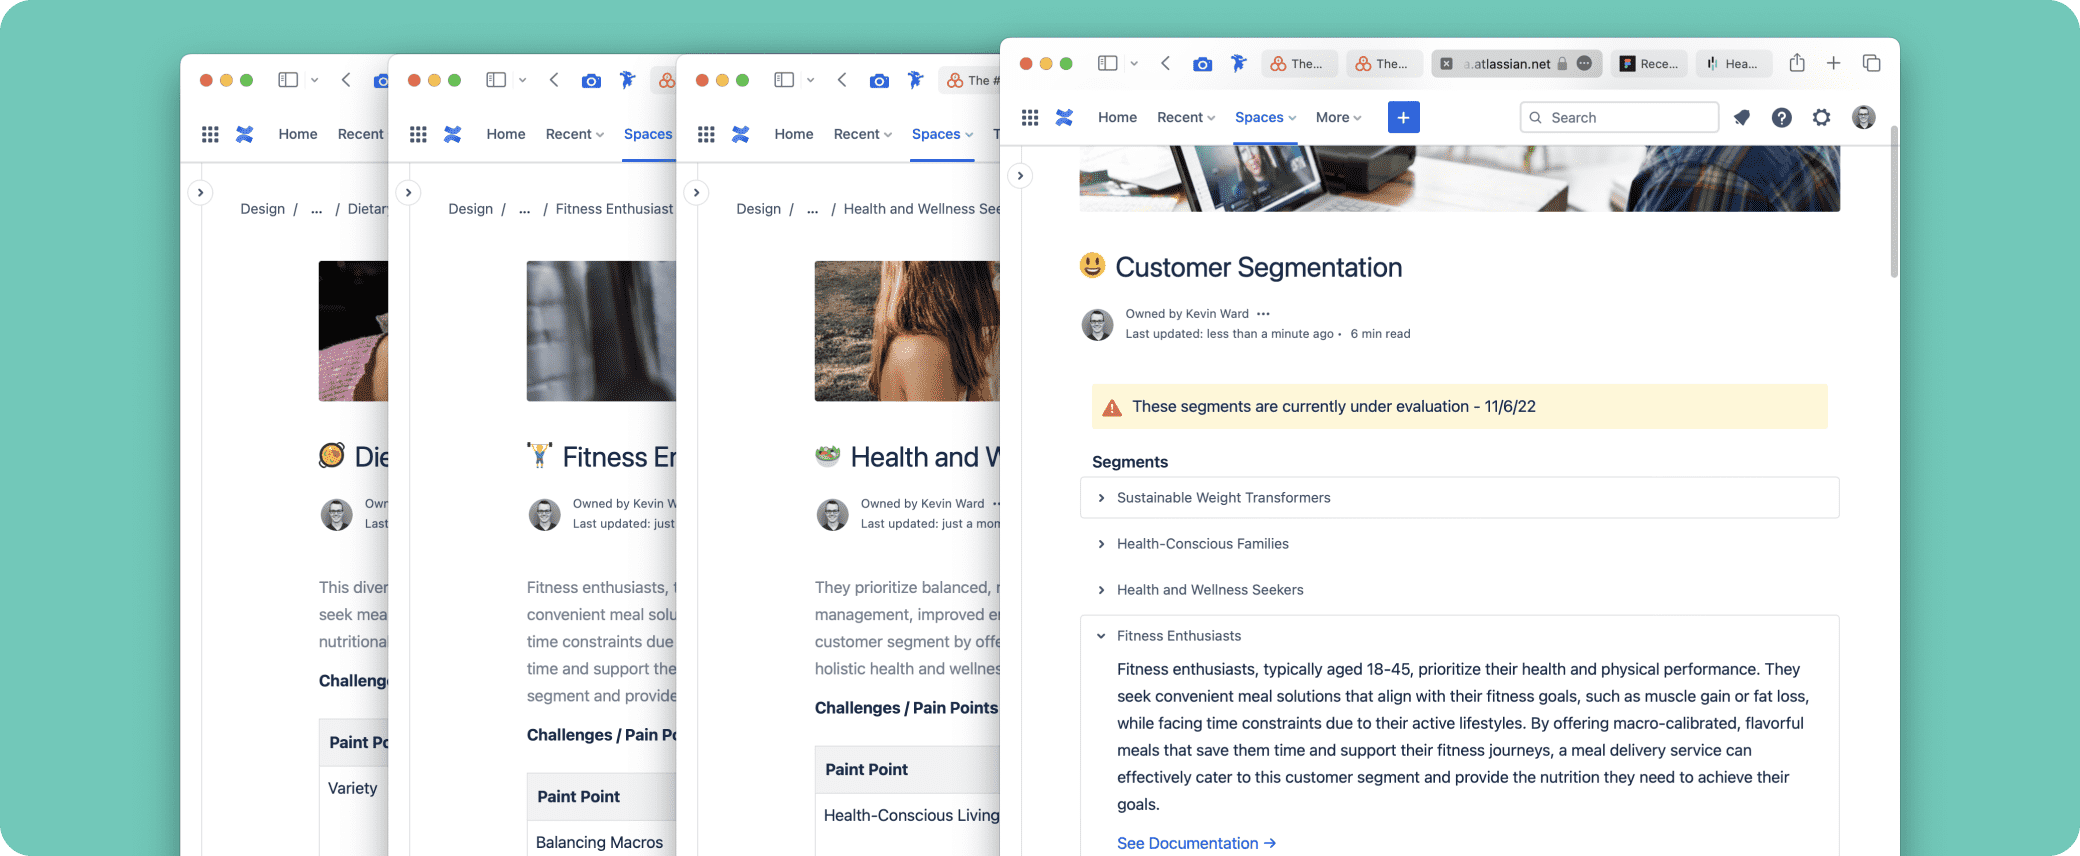 Home Recent
Design / ... / Dietary
Die
Own
Last
This diver
seek mea
nutritional
Challenge
Paint Po
Variety
Home Recent Spaces
Design / ... / Fitness Enthusiast
Fitness En
Owned by Kevin W
Last updated: just
Fitness enthusiasts, t
convenient meal solu
time constraints due
time and support the
segment and provide
Challenges / Pain Po
Paint Point
Balancing Macros
The #
Home Recent Spaces T
Design / ... / Health and Wellness See
Health and W
Owned by Kevin Ward ••
Last updated: just a mom
They prioritize balanced, n
management, improved en
customer segment by offe
holistic health and wellnes
Challenges / Pain Points
Paint Point
Health-Conscious Living
The... The... a.atlassian.net Rece... Hea...
Home Recent Spaces More + Search
Customer Segmentation
Owned by Kevin Ward •••
Last updated: less than a minute ago • 6 min read
These segments are currently under evaluation - 11/6/22
Segments
Sustainable Weight Transformers
Health-Conscious Families
Health and Wellness Seekers
Fitness Enthusiasts
Fitness enthusiasts, typically aged 18-45, prioritize their health and physical performance. They
seek convenient meal solutions that align with their fitness goals, such as muscle gain or fat loss,
while facing time constraints due to their active lifestyles. By offering macro-calibrated, flavorful
meals that save them time and support their fitness journeys, a meal delivery service can
effectively cater to this customer segment and provide the nutrition they need to achieve their
goals.
See Documentation →